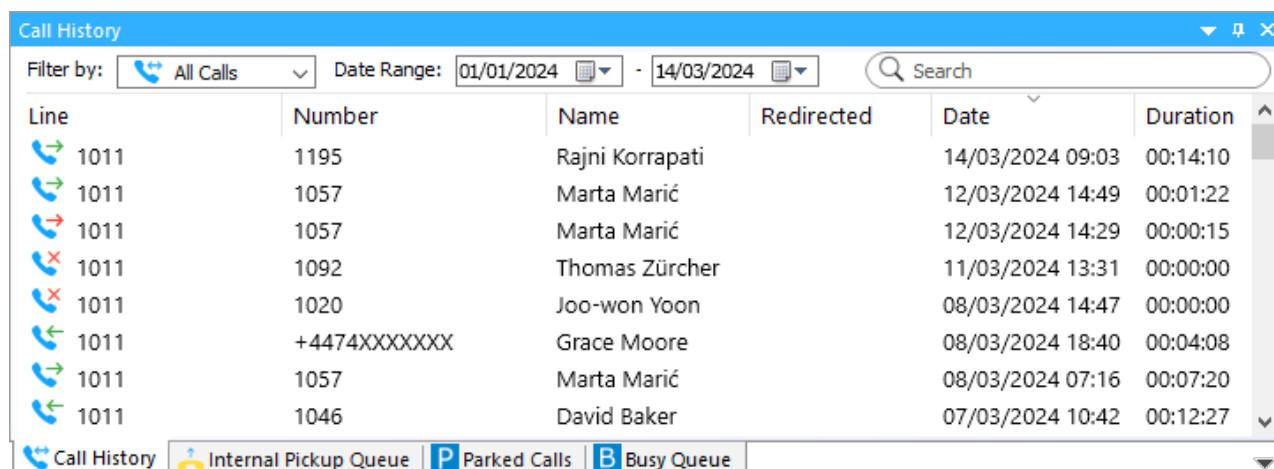 Call History
Filter by: All Calls Date Range: 01/01/2024 - 14/03/2024 Search
Line Number Name Redirected Date Duration
1011 1195 Rajni Korrapati 14/03/2024 09:03 00:14:10
1011 1057 Marta Marić 12/03/2024 14:49 00:01:22
1011 1057 Marta Marić 12/03/2024 14:29 00:00:15
1011 1092 Thomas Zürcher 11/03/2024 13:31 00:00:00
1011 1020 Joo-won Yoon 08/03/2024 14:47 00:00:00
1011 +4474XXXXXXX Grace Moore 08/03/2024 18:40 00:04:08
1011 1057 Marta Marić 08/03/2024 07:16 00:07:20
1011 1046 David Baker 07/03/2024 10:42 00:12:27
Call History Internal Pickup Queue P Parked Calls B Busy Queue